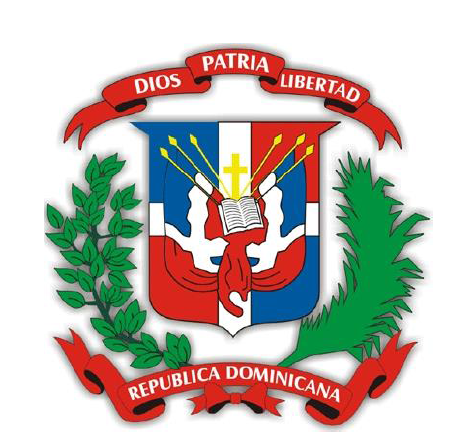 DIOS PATRIA LIBERTAD
REPUBLICA DOMINICANA